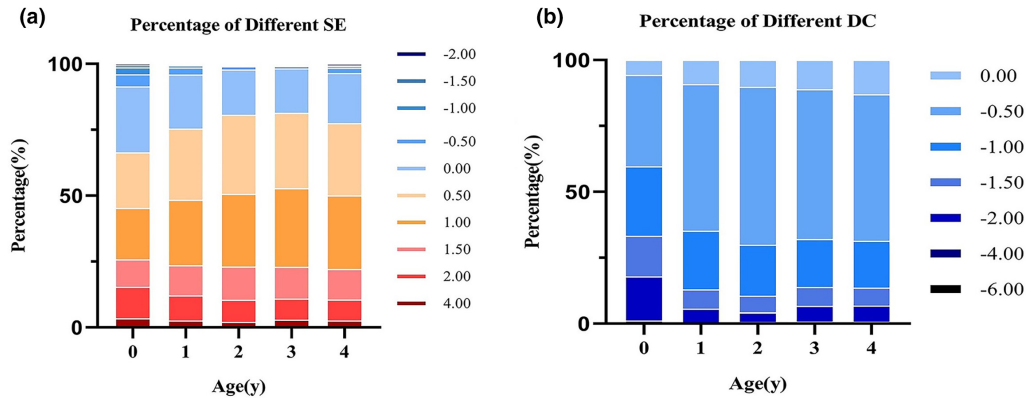 (a)
Percentage of Different SE
Percentage(%)
100
50
0
0 1 2 3 4
Age(y)
-2.00
-1.50
-1.00
-0.50
0.00
0.50
1.00
1.50
2.00
4.00
(b)
Percentage of Different DC
Percentage(%)
100
50
0
0 1 2 3 4
Age(y)
0.00
-0.50
-1.00
-1.50
-2.00
-4.00
-6.00